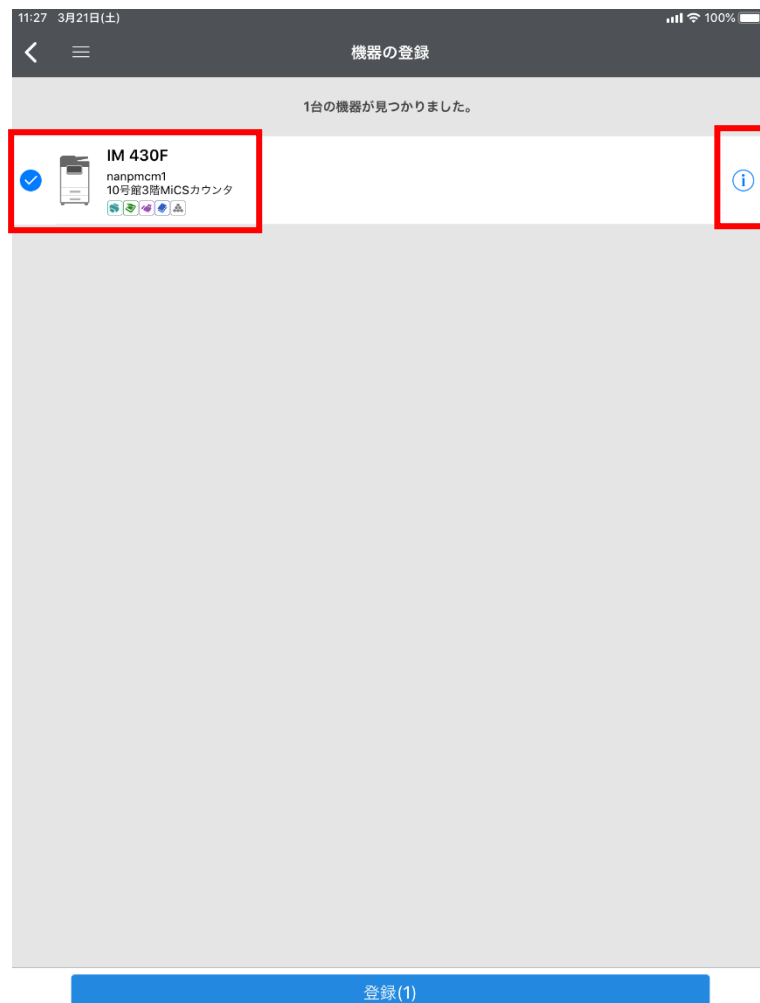 11:27 3月21日(土) 100%
機器の登録
1台の機器が見つかりました。
IM 430F
nanpmcm1
10号館3階MiCSカウンタ
登録(1)